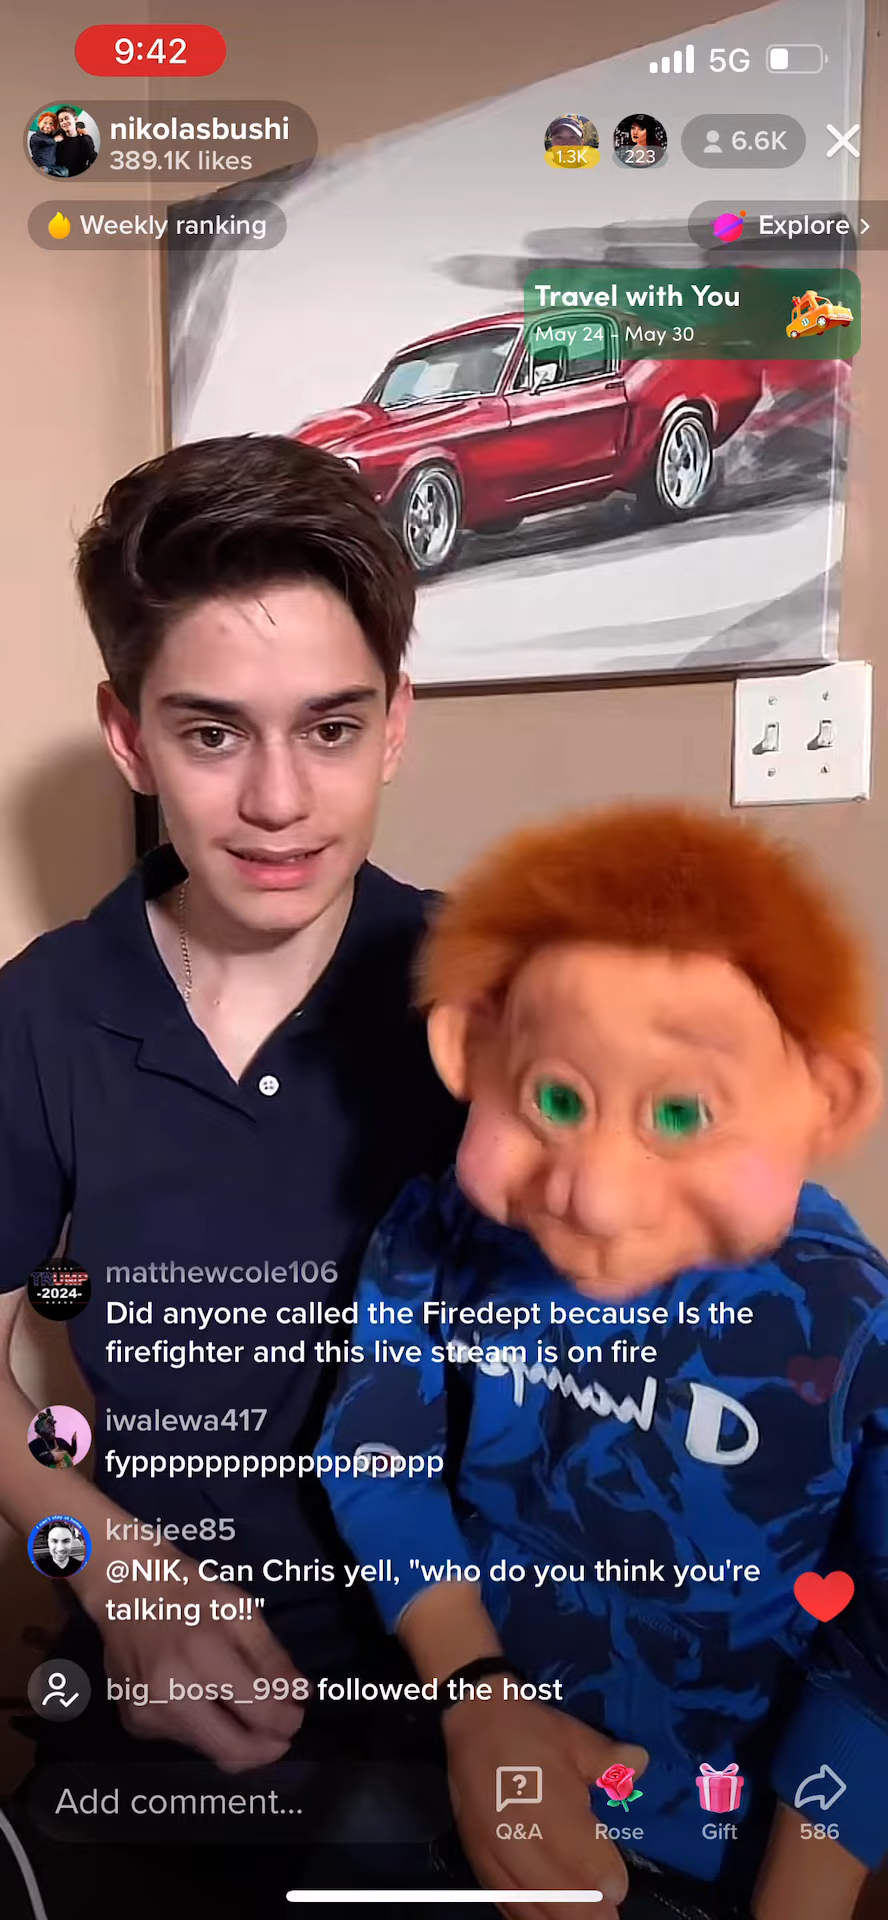 9:42
5G
nikolasbushi
389.1K likes
1.3K
223
6.6K
Weekly ranking
Explore >
Travel with You
May 24 - May 30
matthewcole106
TRUMP
-2024-
Did anyone called the Firedept because Is the
firefighter and this live stream is on fire
iwalewa417
fypppppppppppppppppp
krisjee85
@NIK, Can Chris yell, "who do you think you're
talking to!!"
big_boss_998 followed the host
Add comment...
Q&A
Rose
Gift
586